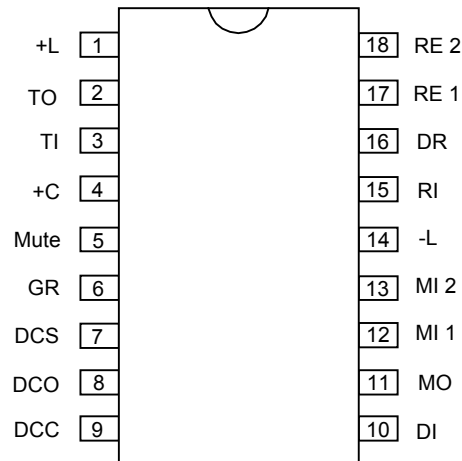 +L 1 18 RE 2
TO 2 17 RE 1
TI 3 16 DR
+C 4 15 RI
Mute 5 14 -L
GR 6 13 MI 2
DCS 7 12 MI 1
DCO 8 11 MO
DCC 9 10 DI